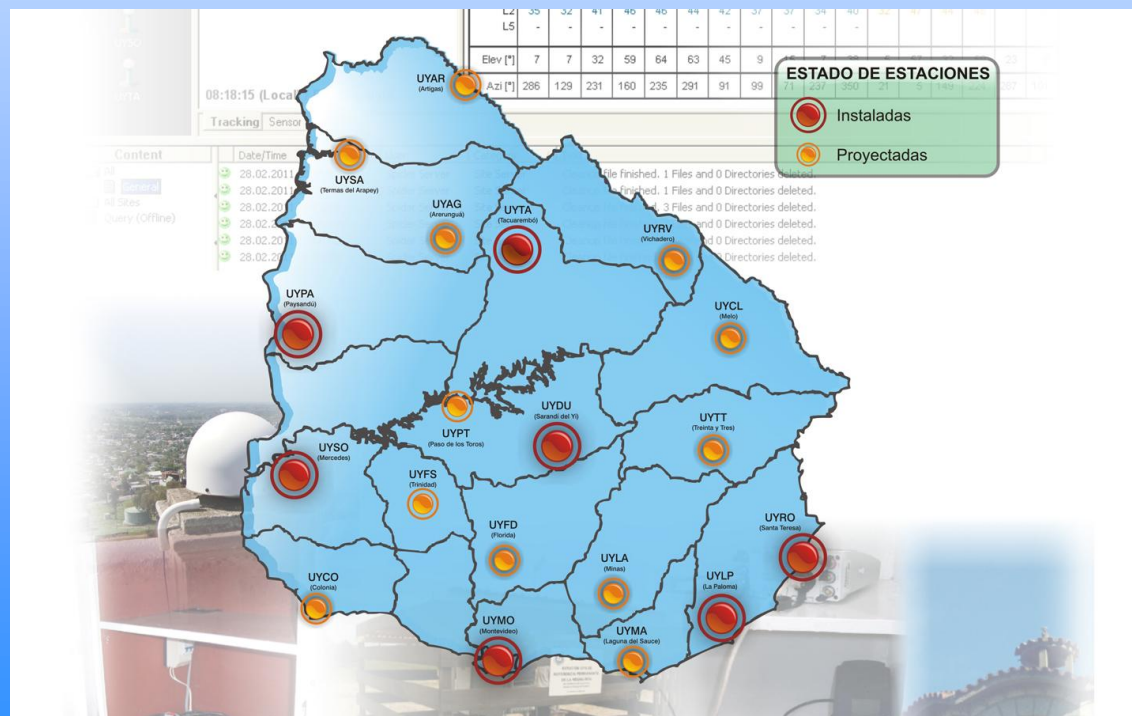 L2 35 32 41 46 46 44 42 37 37 34 40
L5 - - - - - - - - - - -
Elev [°] 7 7 32 59 64 63 45 9
Azi [°] 286 129 231 160 235 291 91 99 71 237 350 21 6 149
08:18:15 (Local
Tracking Sensor
Content
Date/Time
General
All Sites
Query (Offline)
28.02.2011 file finished. 1 Files and 0 Directories deleted.
28.02.2011 file finished. 1 Files and 0 Directories deleted.
28.02.20 3 Files and 0 Directories deleted.
28.02.2 and 0 Directories deleted.
28.02.20 and 0 Directories deleted.
28.02.20 and 0 Directories deleted.
ESTADO DE ESTACIONES
Instaladas
Proyectadas
UYAR
(Artigas)
UYSA
(Termas del Arapey)
UYAG
(Arerunguá)
UYTA
(Tacuarembó)
UYRV
(Vichadero)
UYPA
(Paysandú)
UYCL
(Melo)
UYDU
(Sarandí del Yí)
UYPT
(Paso de los Toros)
UYTT
(Treinta y Tres)
UYSO
(Mercedes)
UYFS
(Trinidad)
UYFD
(Florida)
UYRO
(Santa Teresa)
UYLA
(Minas)
UYLP
(La Paloma)
UYCO
(Colonia)
UYMO
(Montevideo)
UYMA
(Laguna del Sauce)